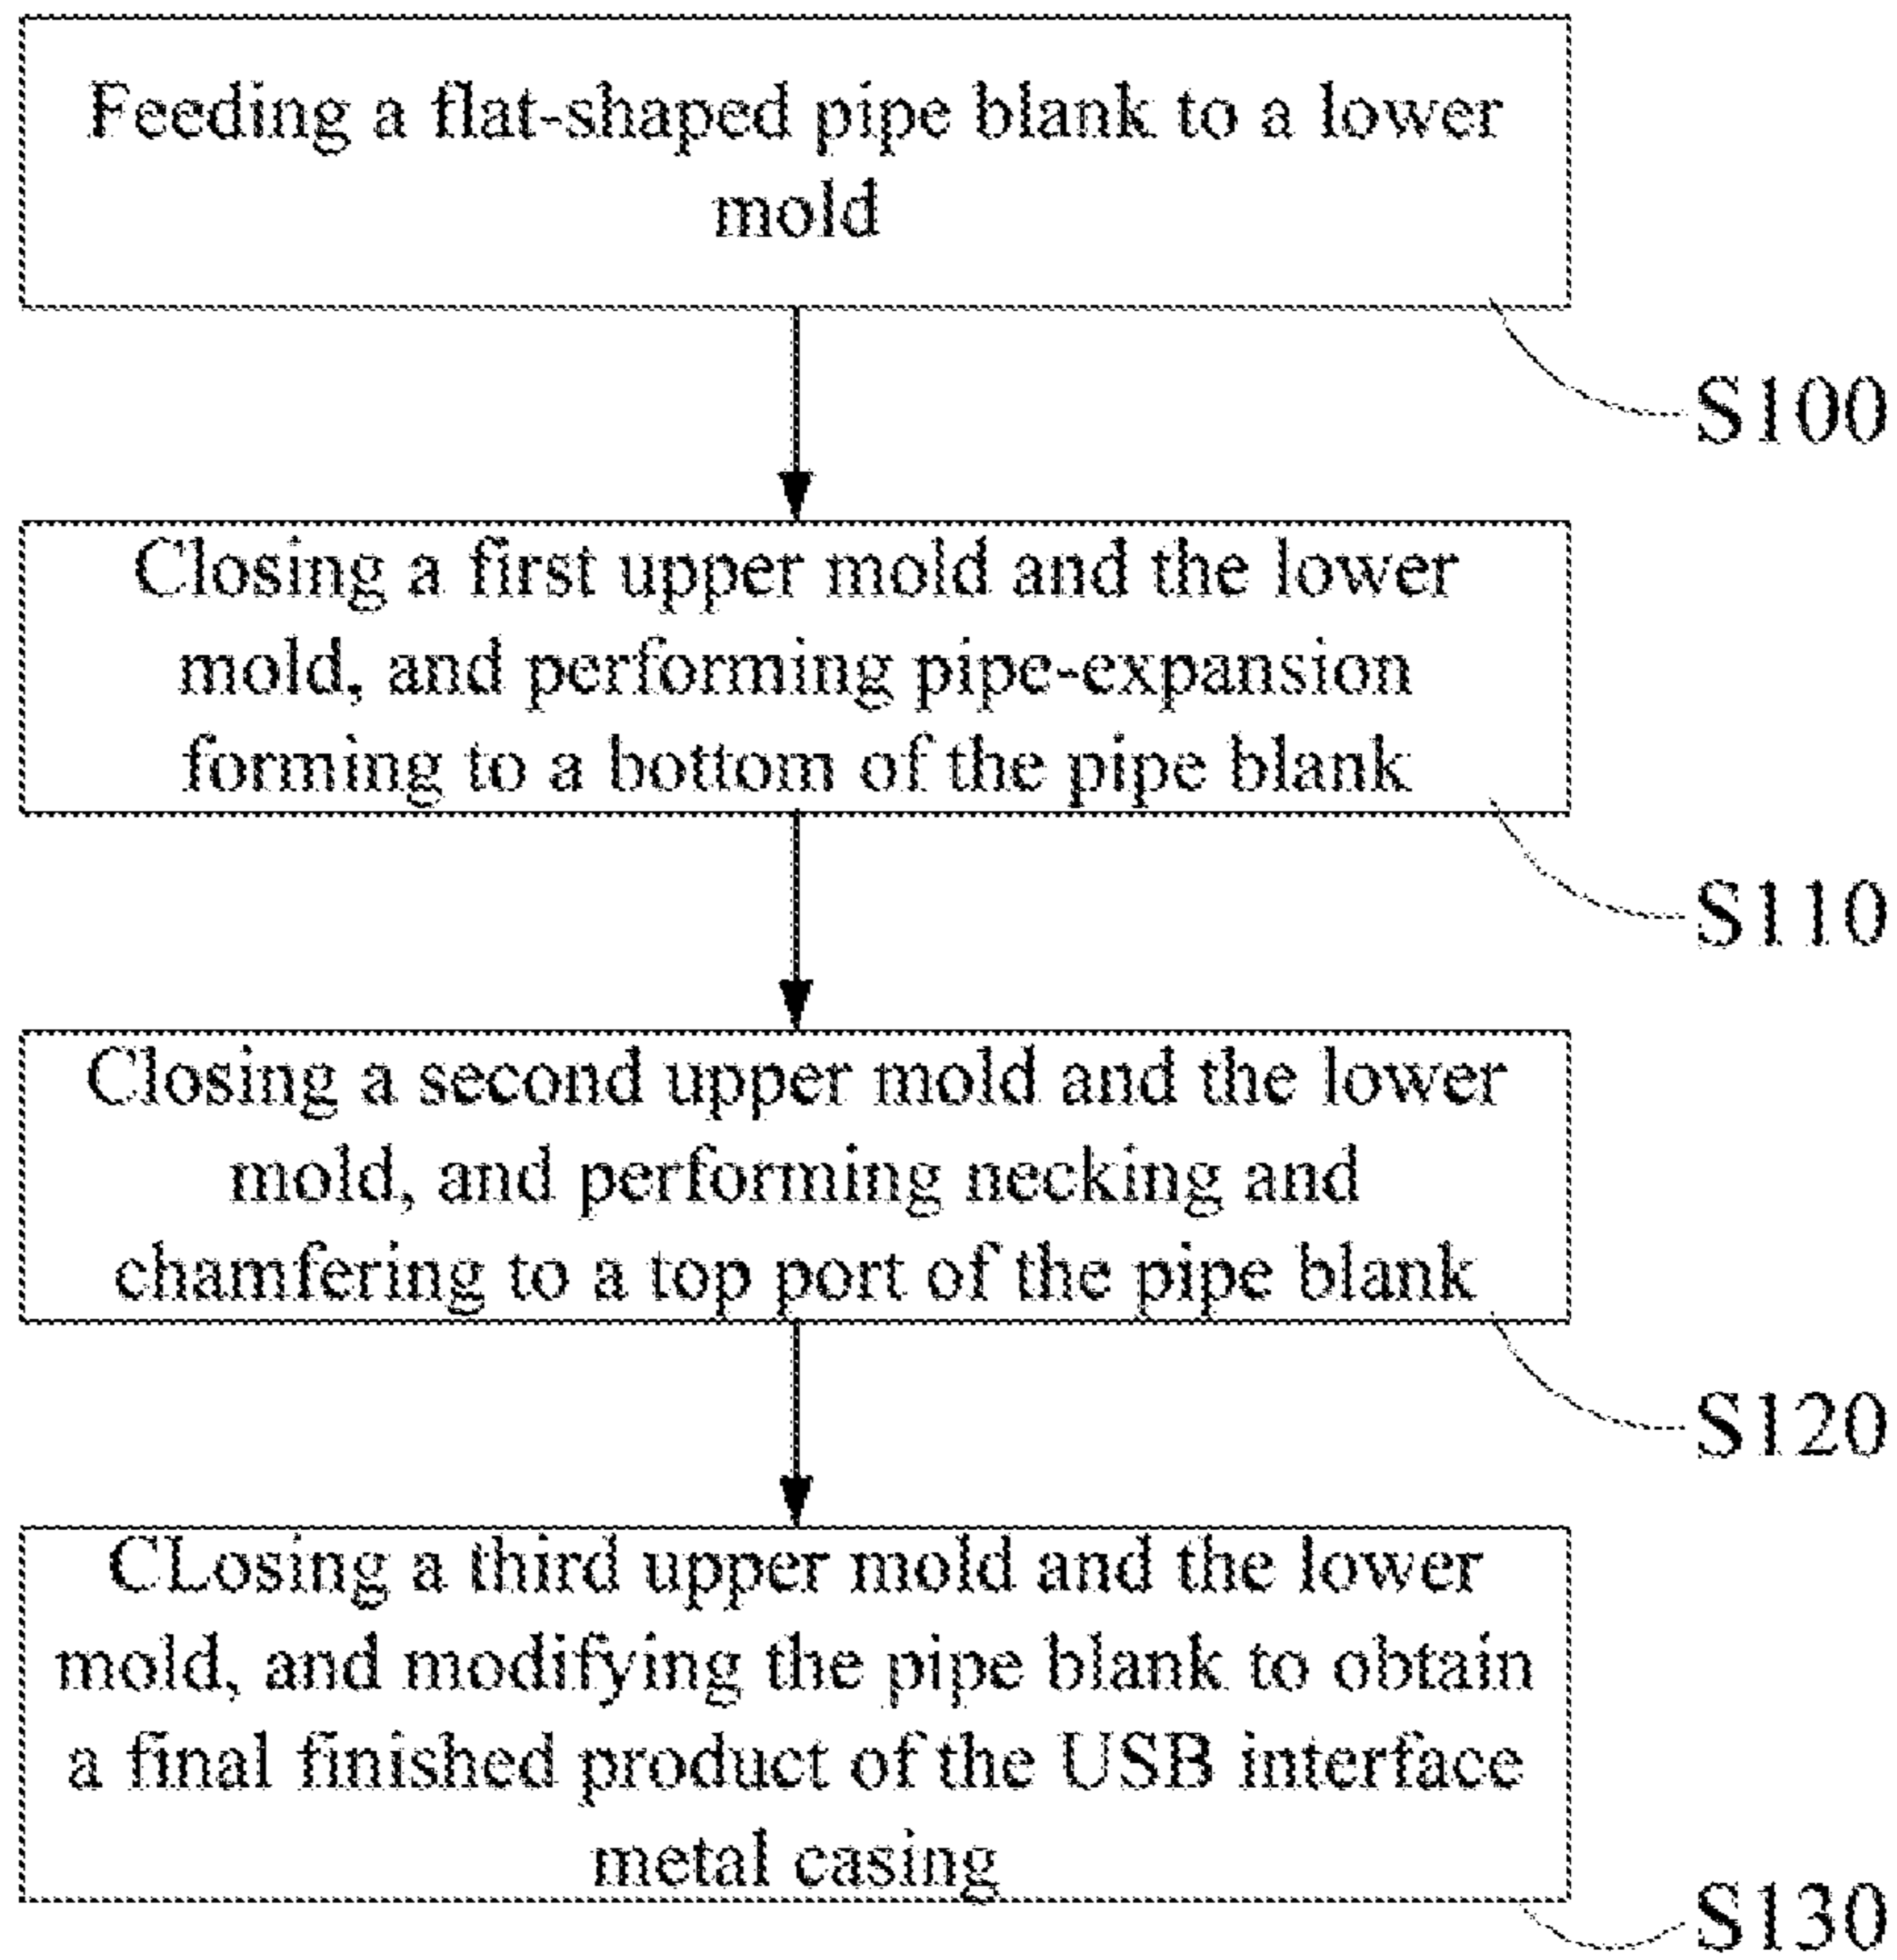 Feeding a flat-shaped pipe blank to a lower
mold
S100
Closing a first upper mold and the lower
mold, and performing pipe-expansion
forming to a bottom of the pipe blank
S110
Closing a second upper mold and the lower
mold, and performing necking and
chamfering to a top port of the pipe blank
S120
CLosing a third upper mold and the lower
mold, and modifying the pipe blank to obtain
a final finished product of the USB interface
metal casing
S130